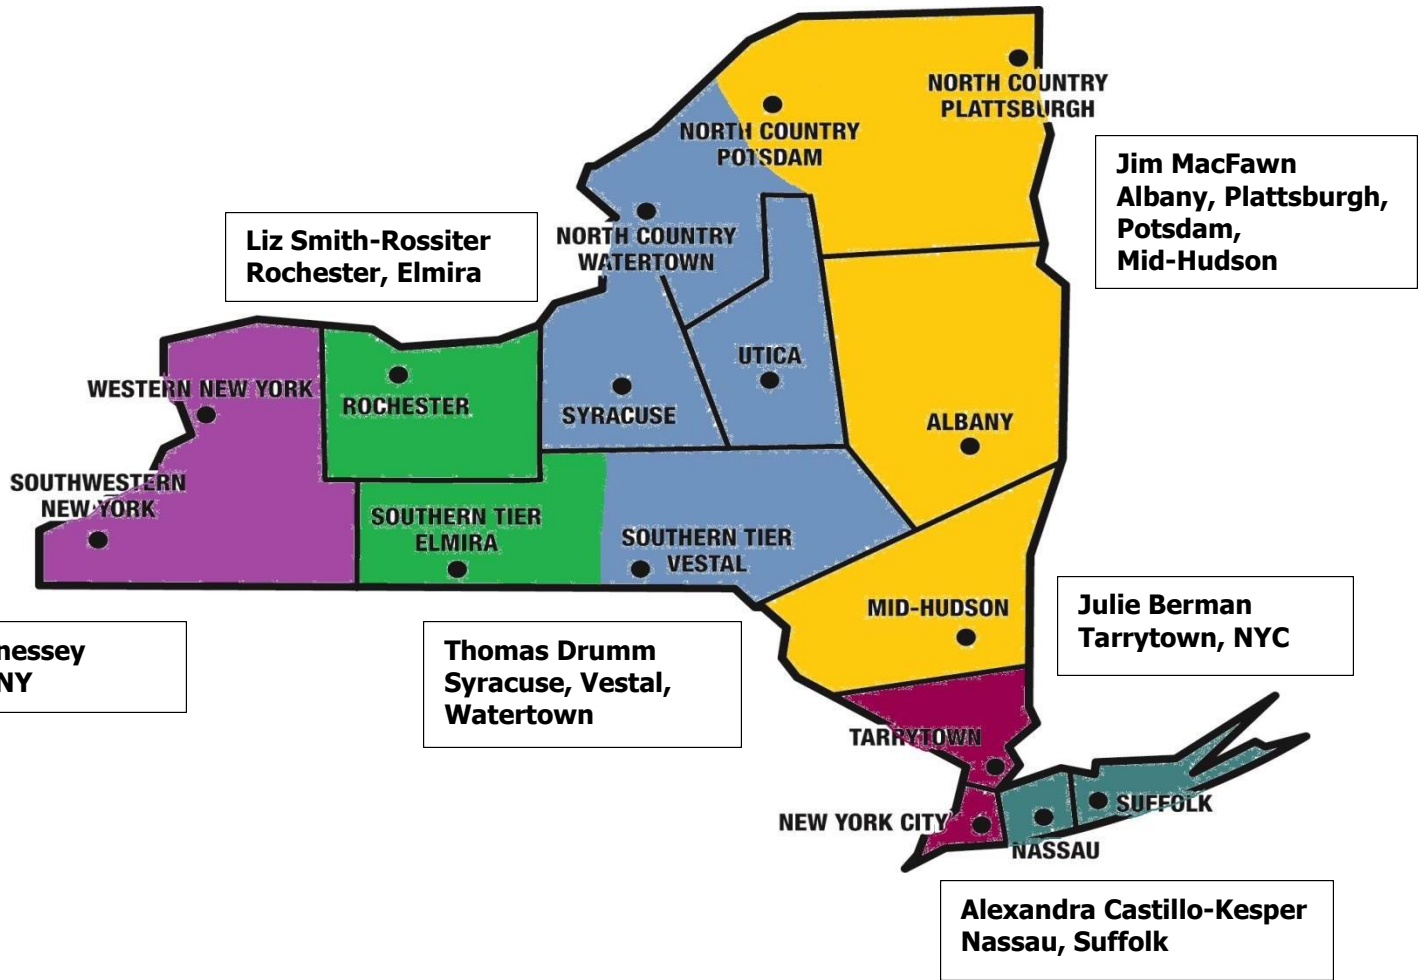 NORTH COUNTRY
PLATTSBURGH
NORTH COUNTRY
POTSDAM
Jim MacFawn
Albany, Plattsburgh,
Potsdam,
Mid-Hudson
Liz Smith-Rossiter
Rochester, Elmira
NORTH COUNTRY
WATERTOWN
WESTERN NEW YORK
ROCHESTER
SYRACUSE
UTICA
ALBANY
SOUTHWESTERN
NEW YORK
SOUTHERN TIER
ELMIRA
SOUTHERN TIER
VESTAL
MID-HUDSON
Julie Berman
Tarrytown, NYC
nessey
NY
Thomas Drumm
Syracuse, Vestal,
Watertown
TARRYTOWN
NEW YORK CITY
NASSAU
SUFFOLK
Alexandra Castillo-Kesper
Nassau, Suffolk